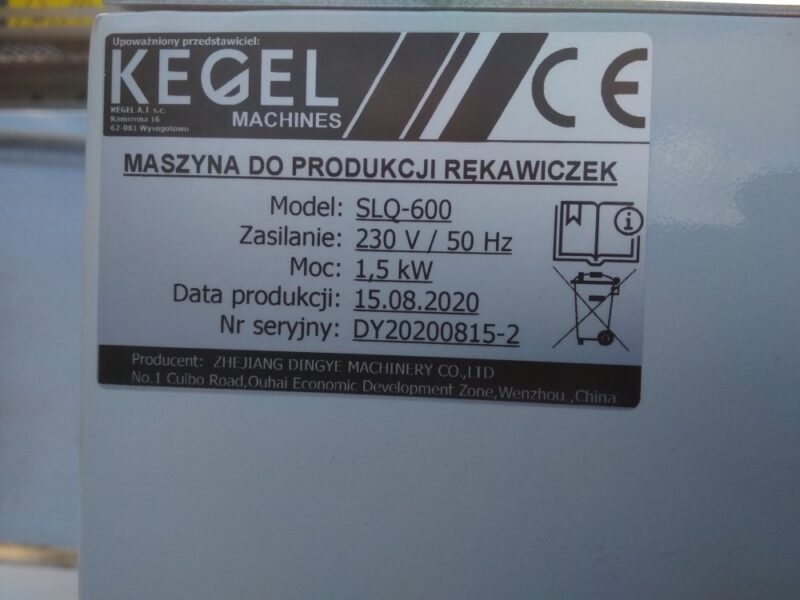 Upoważniony przedstawiciel:
KEGEL
MACHINES
KEGEL A.J. s.c.
Kamienna 16
62-081 Wysogotowo
CE
MASZYNA DO PRODUKCJI RĘKAWICZEK
Model: SLQ-600
Zasilanie: 230 V / 50 Hz
Moc: 1,5 kW
Data produkcji: 15.08.2020
Nr seryjny: DY20200815-2
Producent: ZHEJIANG DINGYE MACHINERY CO.,LTD
No.1 Cuibo Road,Ouhai Economic Development Zone,Wenzhou ,China